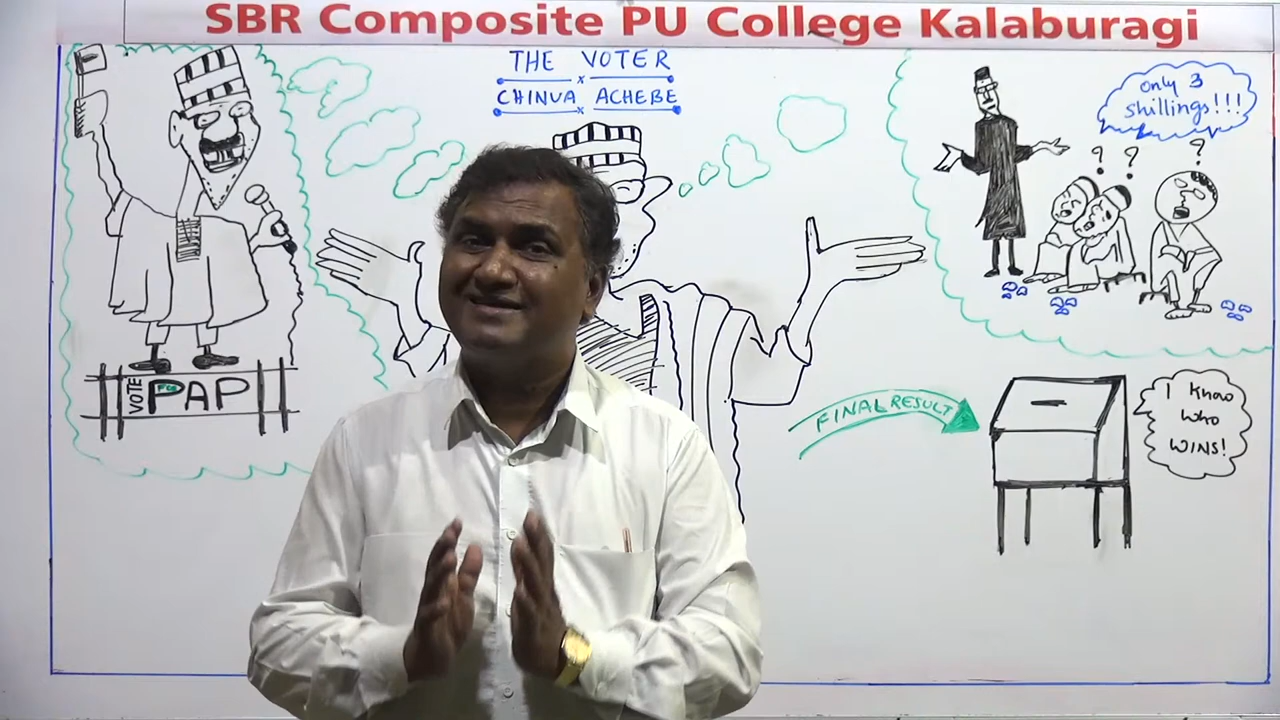 SBR Composite PU College Kalaburagi
THE VOTER
CHINUA ACHEBE
Only 3
shillings!!!
? ? ?
VOTE FOR PAP
FINAL RESULT
I Know
who
WINS!